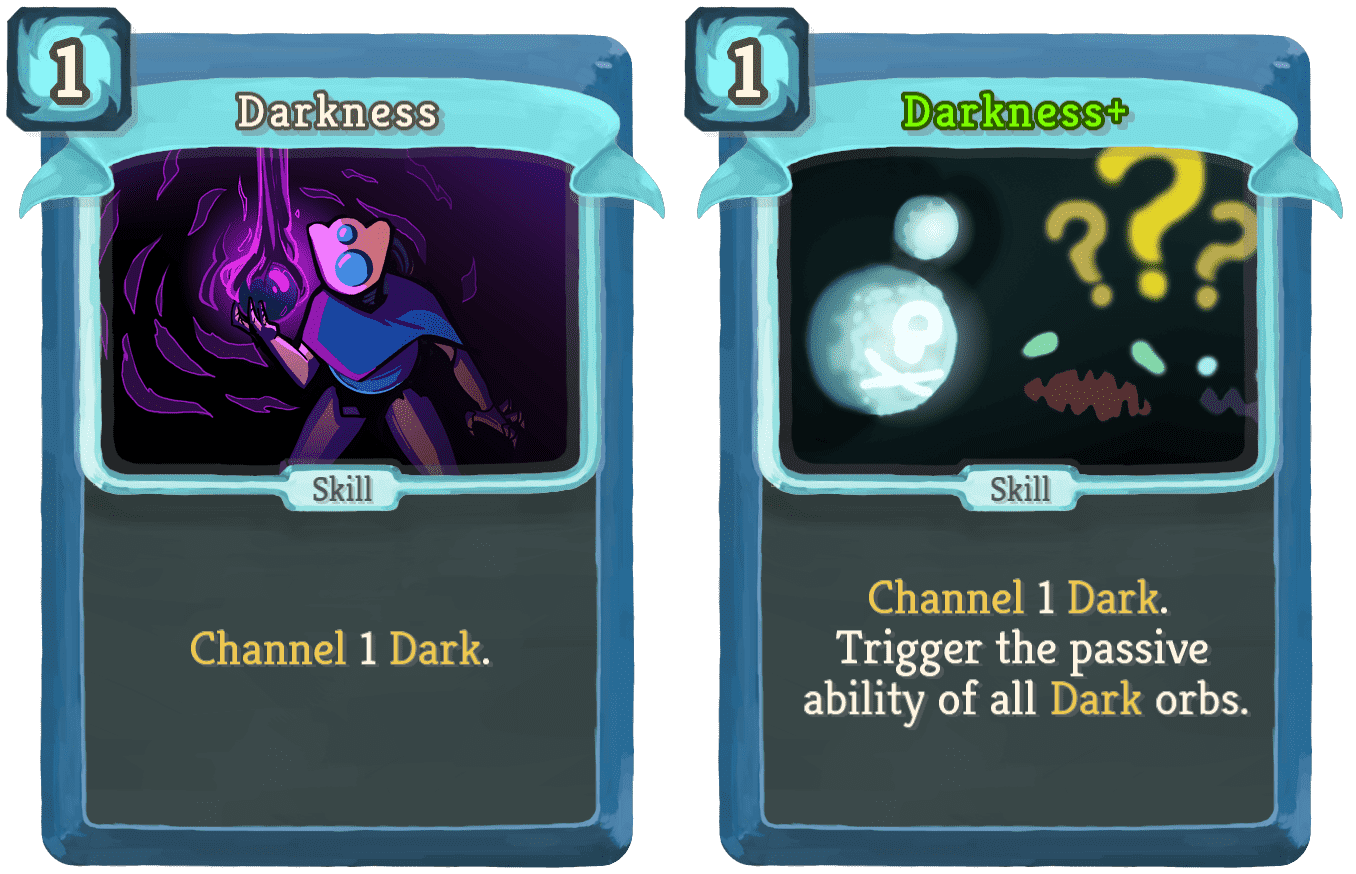 1
Darkness
Skill
Channel 1 Dark.
1
Darkness+
???
Skill
Channel 1 Dark.
Trigger the passive
ability of all Dark orbs.